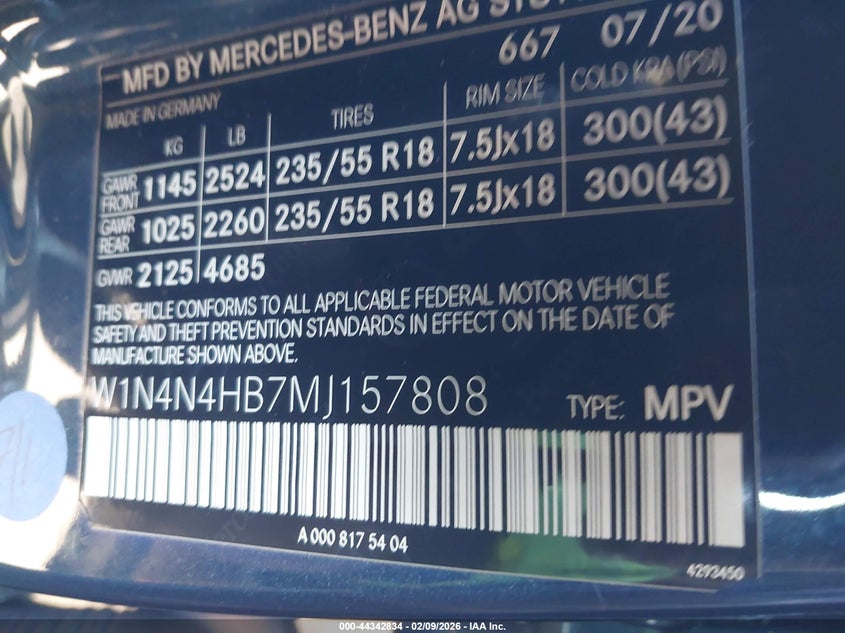 MFD BY MERCEDES-BENZ AG
667 07/20
MADE IN GERMANY
KG LB TIRES RIM SIZE COLD KRA (PSI)
GAWR FRONT 1145 2524 235/55 R18 7.5Jx18 300(43)
GAWR REAR 1025 2260 235/55 R18 7.5Jx18 300(43)
GVWR 2125 4685
THIS VEHICLE CONFORMS TO ALL APPLICABLE FEDERAL MOTOR VEHICLE
SAFETY AND THEFT PREVENTION STANDARDS IN EFFECT ON THE DATE OF
MANUFACTURE SHOWN ABOVE.
W1N4N4HB7MJ157808 TYPE: MPV
A 000 817 54 04
4293450
000-44342834 - 02/09/2026 - IAA Inc.